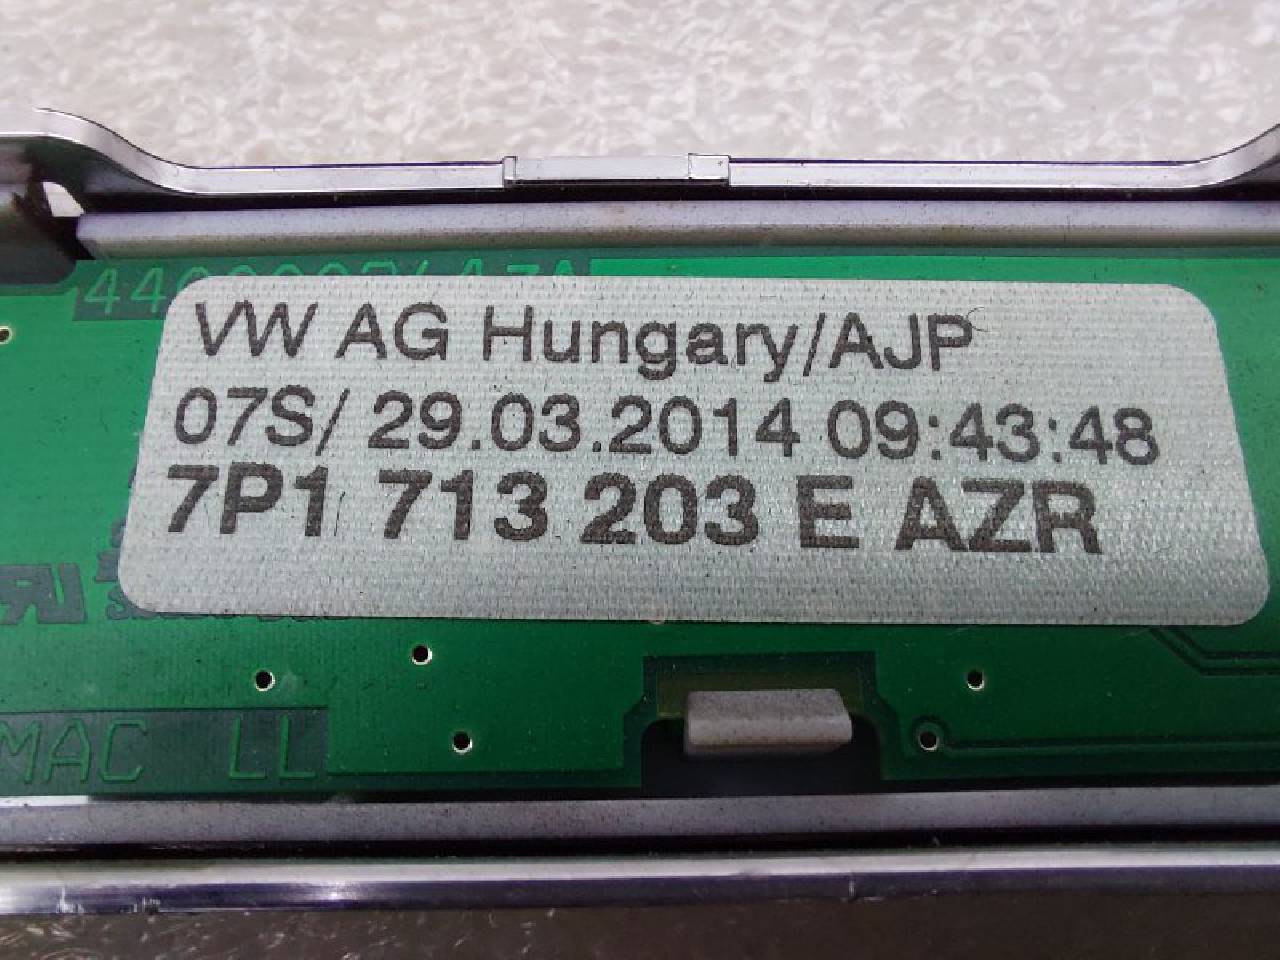 VW AG Hungary/AJP
07S/ 29.03.2014 09:43:48
7P1 713 203 E AZR
MAC LL